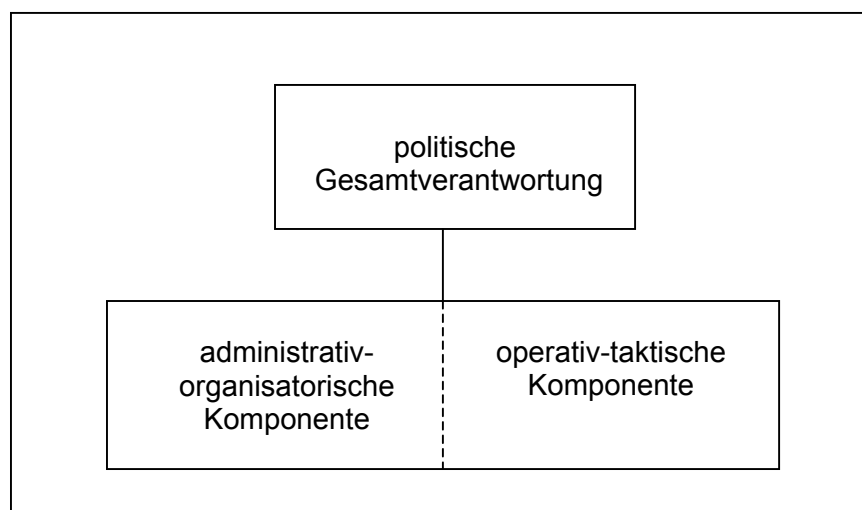 politische
Gesamtverantwortung
administrativ-
organisatorische
Komponente
operativ-taktische
Komponente